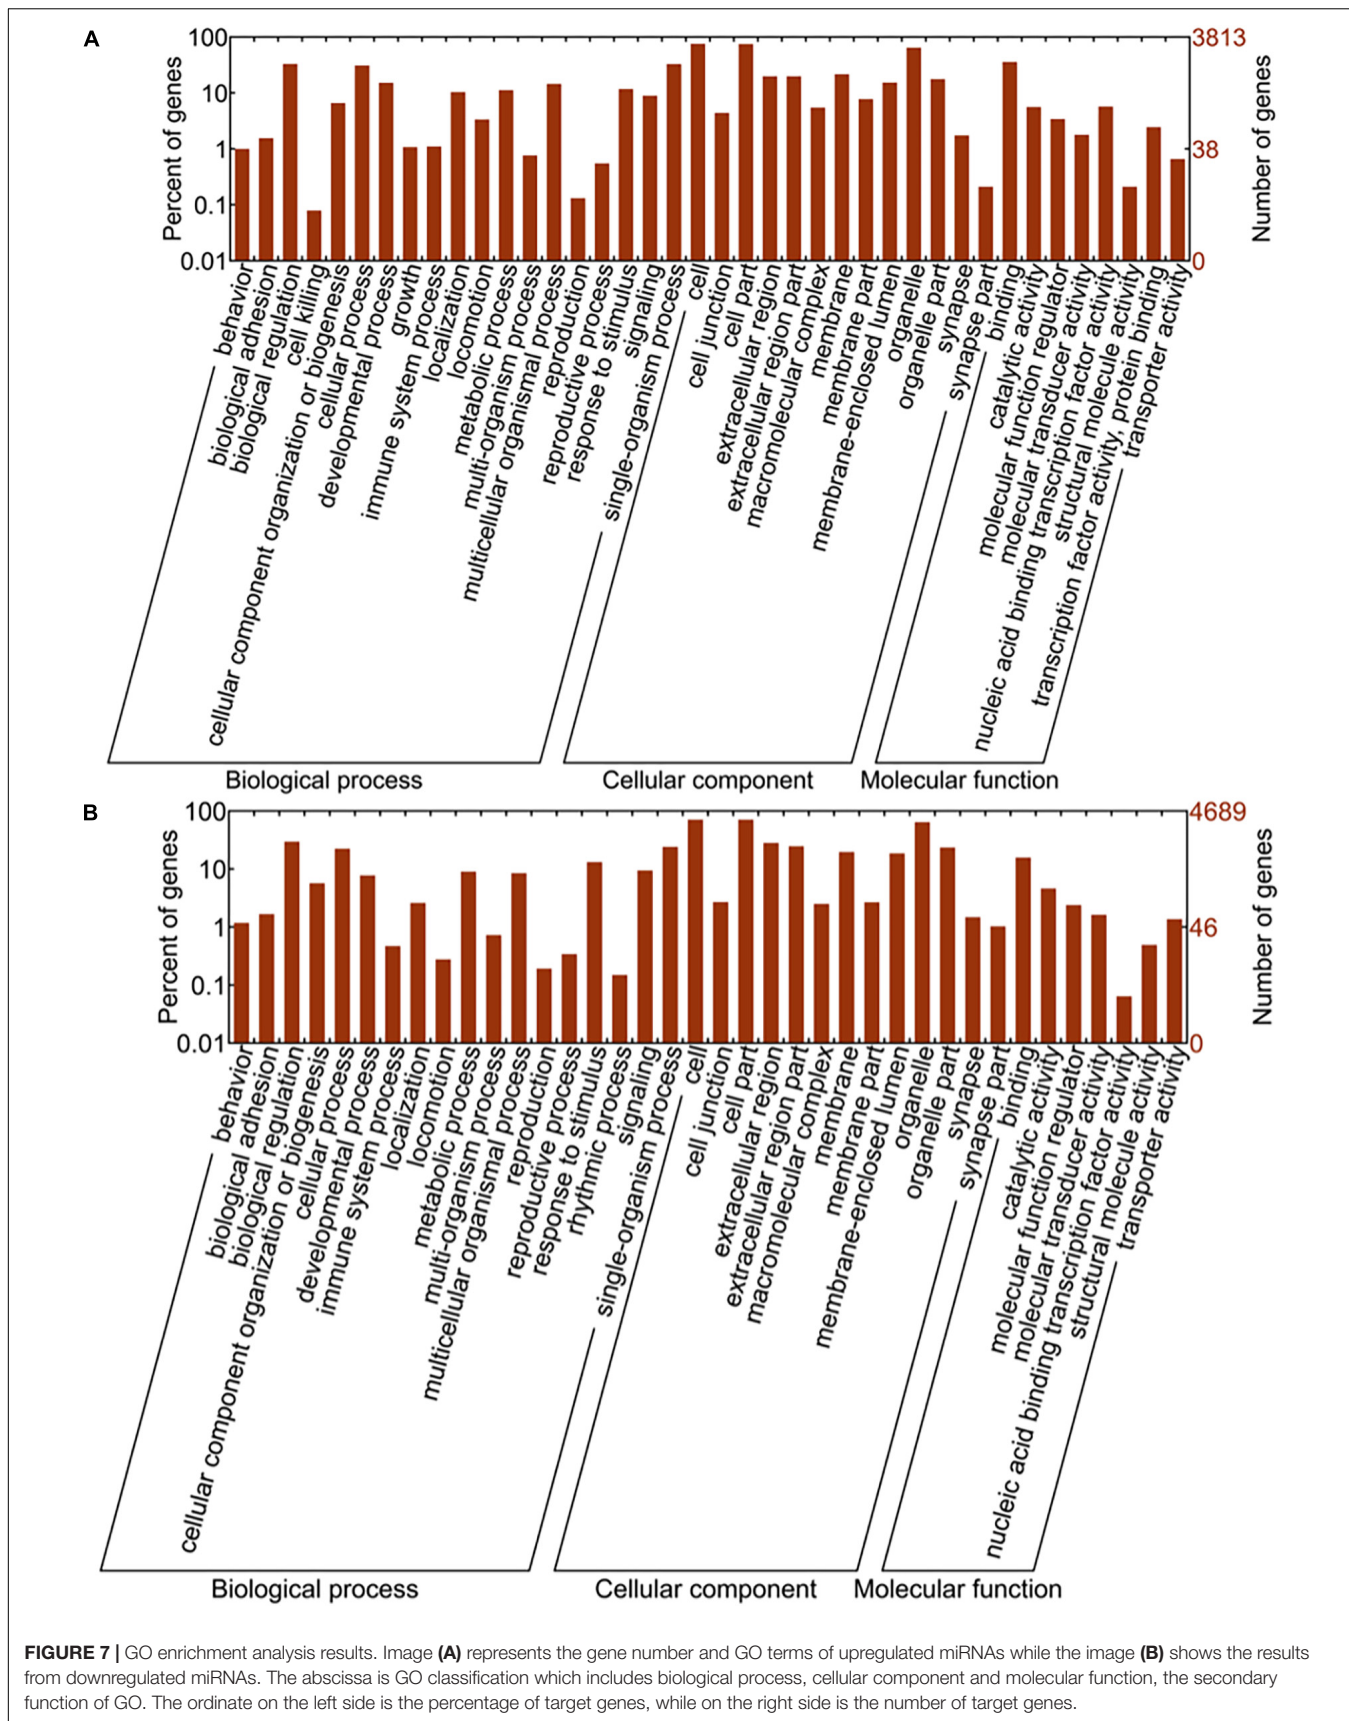 A
100
10
1
0.1
0.01
Percent of genes
3813
38
0
Number of genes
behavior
biological adhesion
biological regulation
cell killing
cellular component organization or biogenesis
cellular process
developmental process
growth
immune system process
localization
locomotion
metabolic process
multi-organism process
multicellular organismal process
reproduction
reproductive process
response to stimulus
signaling
single-organism process
cell
cell junction
cell part
extracellular region
extracellular region part
macromolecular complex
membrane
membrane part
membrane-enclosed lumen
organelle
organelle part
synapse
synapse part
binding
catalytic activity
molecular function regulator
molecular transducer activity
nucleic acid binding transcription factor activity
structural molecule activity
transcription factor activity, protein binding
transporter activity
Biological process
Cellular component
Molecular function
B
100
10
1
0.1
0.01
Percent of genes
4689
46
0
Number of genes
behavior
biological adhesion
biological regulation
cellular component organization or biogenesis
cellular process
developmental process
immune system process
localization
locomotion
metabolic process
multi-organism process
multicellular organismal process
reproduction
reproductive process
response to stimulus
rhythmic process
signaling
single-organism process
cell
cell junction
cell part
extracellular region
extracellular region part
macromolecular complex
membrane
membrane part
membrane-enclosed lumen
organelle
organelle part
synapse
synapse part
binding
catalytic activity
molecular function regulator
molecular transducer activity
nucleic acid binding transcription factor activity
structural molecule activity
transporter activity
Biological process
Cellular component
Molecular function
FIGURE 7 | GO enrichment analysis results. Image (A) represents the gene number and GO terms of upregulated miRNAs while the image (B) shows the results
from downregulated miRNAs. The abscissa is GO classification which includes biological process, cellular component and molecular function, the secondary
function of GO. The ordinate on the left side is the percentage of target genes, while on the right side is the number of target genes.